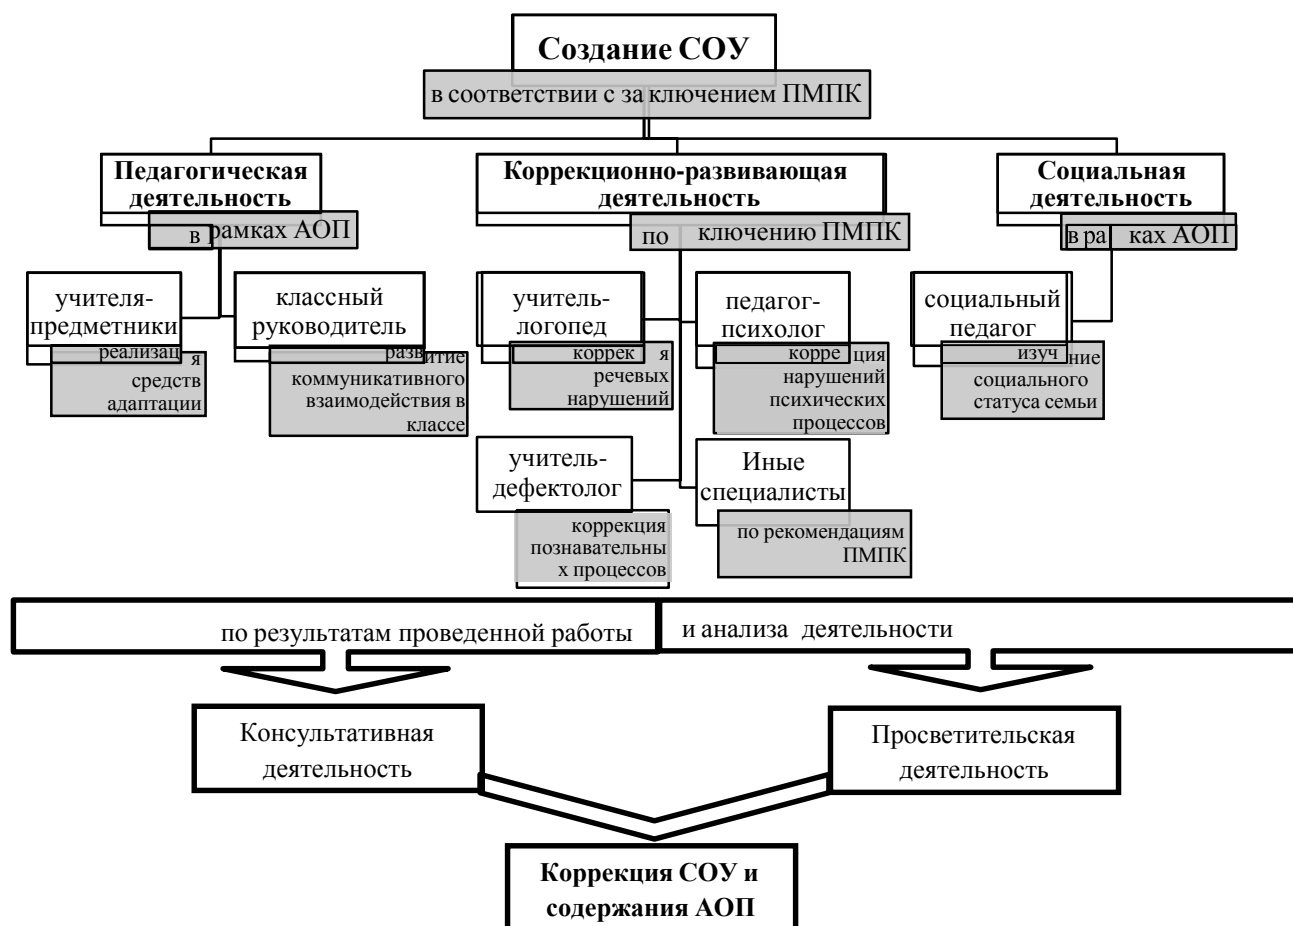 Создание СОУ
в соответствии с за ключением ПМПК
Педагогическая
деятельность
в рамках АОП
Коррекционно-развивающая
деятельность
по ключению ПМПК
Социальная
деятельность
в ра ках АОП
учителя-
предметники
реализац я
средств
адаптации
классный
руководитель
развитие
коммуникативного
взаимодействия в
классе
учитель-
логопед
коррек я
речевых
нарушений
педагог-
психолог
корре ция
нарушений
психических
процессов
социальный
педагог
изуч ние
социального
статуса семьи
учитель-
дефектолог
коррекция
познавательны
х процессов
Иные
специалисты
по рекомендациям
ПМПК
по результатам проведенной работы и анализа деятельности
Консультативная
деятельность
Просветительская
деятельность
Коррекция СОУ и
содержания АОП